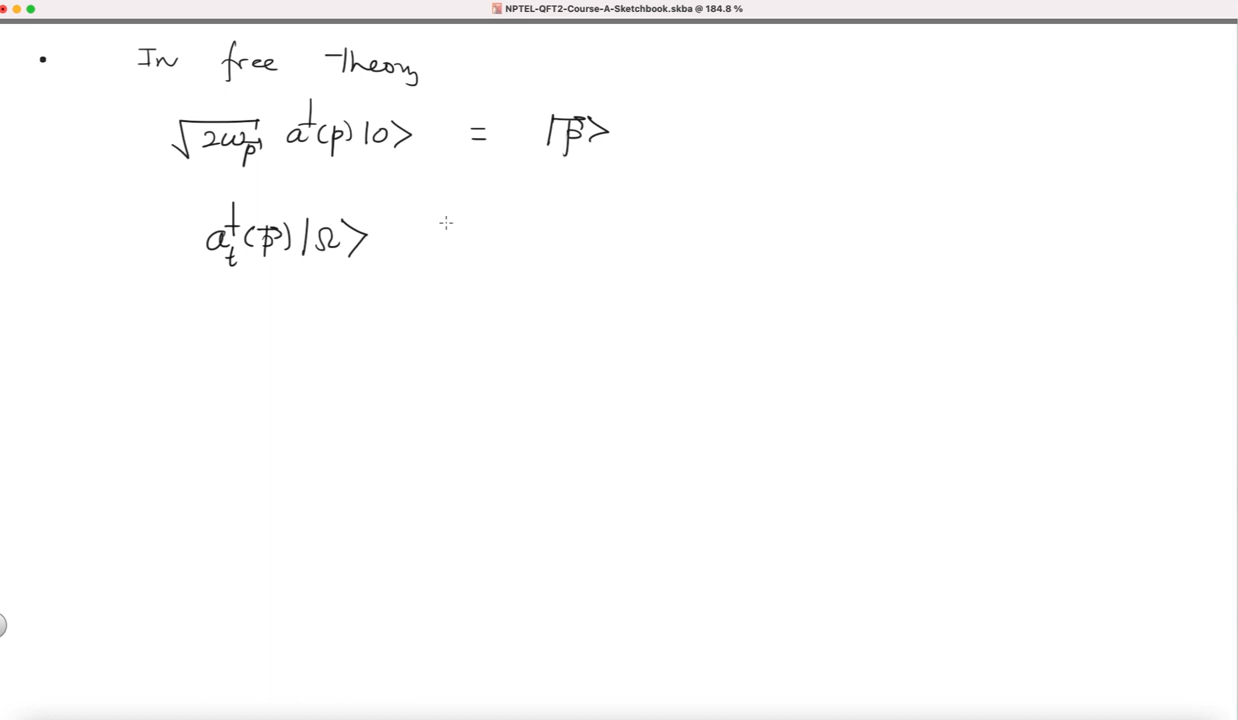 NPTEL-QFT2-Course-A-Sketchbook.skba @ 184.8 %
• In free Theory
√2ω_p⃗ a†(p)|0> = |p⃗>
a†_t(p⃗)|Ω>